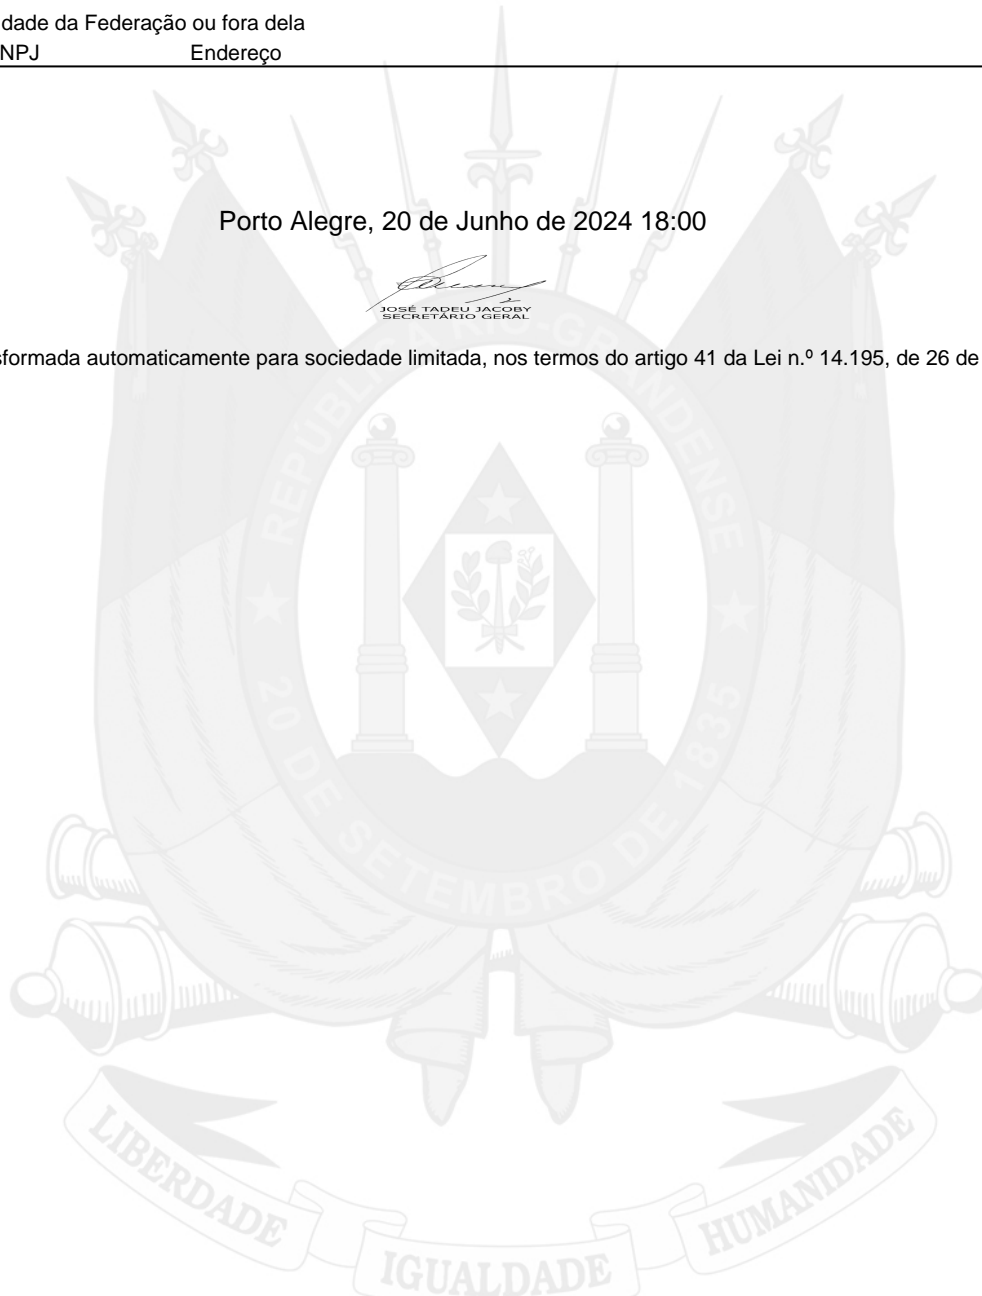 dade da Federação ou fora dela
NPJ Endereço
Porto Alegre, 20 de Junho de 2024 18:00
JOSÉ TADEU JACOBY
SECRETÁRIO GERAL
sformada automaticamente para sociedade limitada, nos termos do artigo 41 da Lei n.º 14.195, de 26 de
REPÚBLICA RIO-GRANDENSE
20 DE SETEMBRO DE 1835
LIBERDADE
IGUALDADE
HUMANIDADE